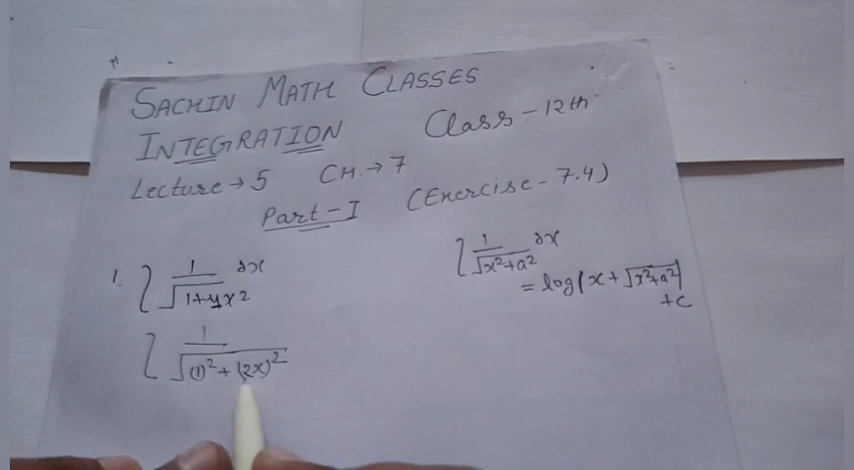 SACHIN MATH CLASSES
INTEGRATION Class - 12th
Lecture → 5 CH. → 7
Part - I (Exercise - 7.4)
1. ∫ 1/√(1+4x²) dx
∫ 1/√(x²+a²) dx
= log(x + √(x²+a²)| + c
∫ 1/√((1)² + (2x)²)